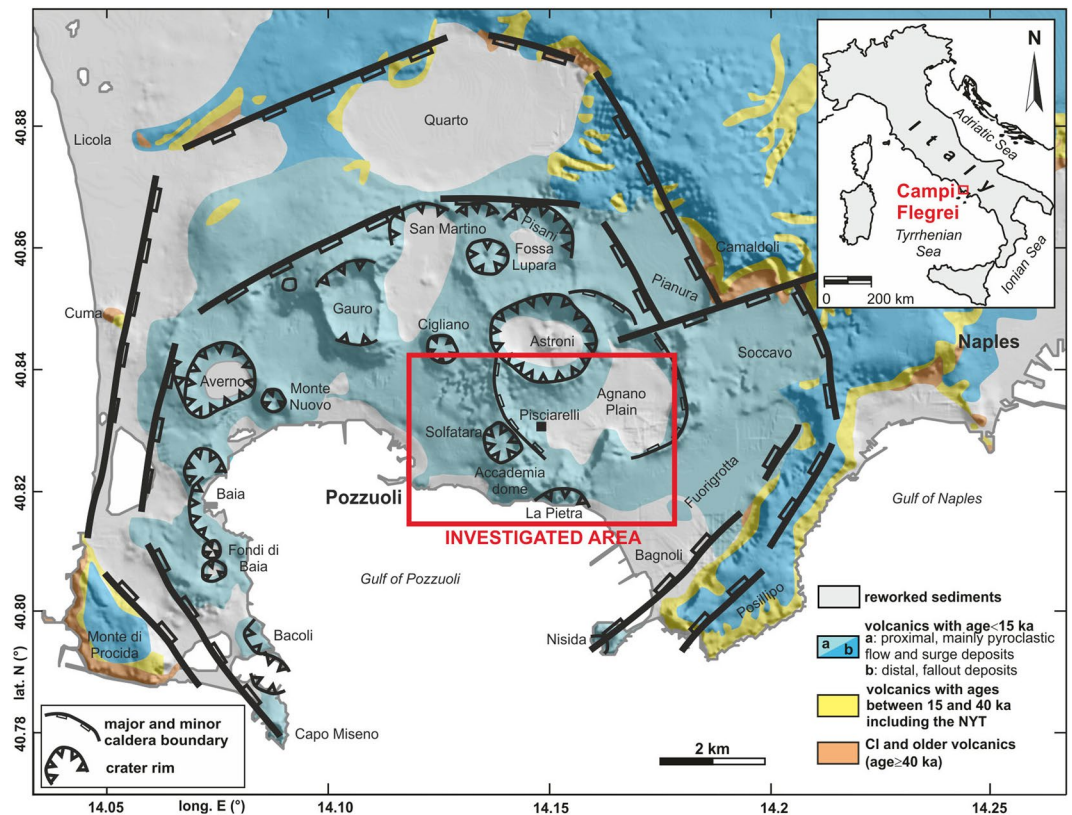 N
Adriatic Sea
Italy
Campi
Flegrei
Tyrrhenian
Sea
Ionian Sea
0 200 km
Quarto
Licola
San Martino
Pisani
Fossa
Lupara
Camaldoli
Pianura
Cuma
Gauro
Cigliano
Astroni
Soccavo
Naples
Averno
Monte
Nuovo
Agnano
Plain
Pisciarelli
Solfatara
Accademia
dome
Fuorigrotta
Baia
Pozzuoli
La Pietra
Gulf of Naples
INVESTIGATED AREA
Bagnoli
Fondi di
Baia
Gulf of Pozzuoli
Posillipo
Nisida
Monte di
Procida
Bacoli
Capo Miseno
reworked sediments
a b
volcanics with age<15 ka
a: proximal, mainly pyroclastic
flow and surge deposits
b: distal, fallout deposits
volcanics with ages
between 15 and 40 ka
including the NYT
CI and older volcanics
(age≥40 ka)
major and minor
caldera boundary
crater rim
2 km
40.88
40.86
40.84
40.82
40.80
lat. N (°)
40.78
14.05
long. E (°)
14.10
14.15
14.2
14.25